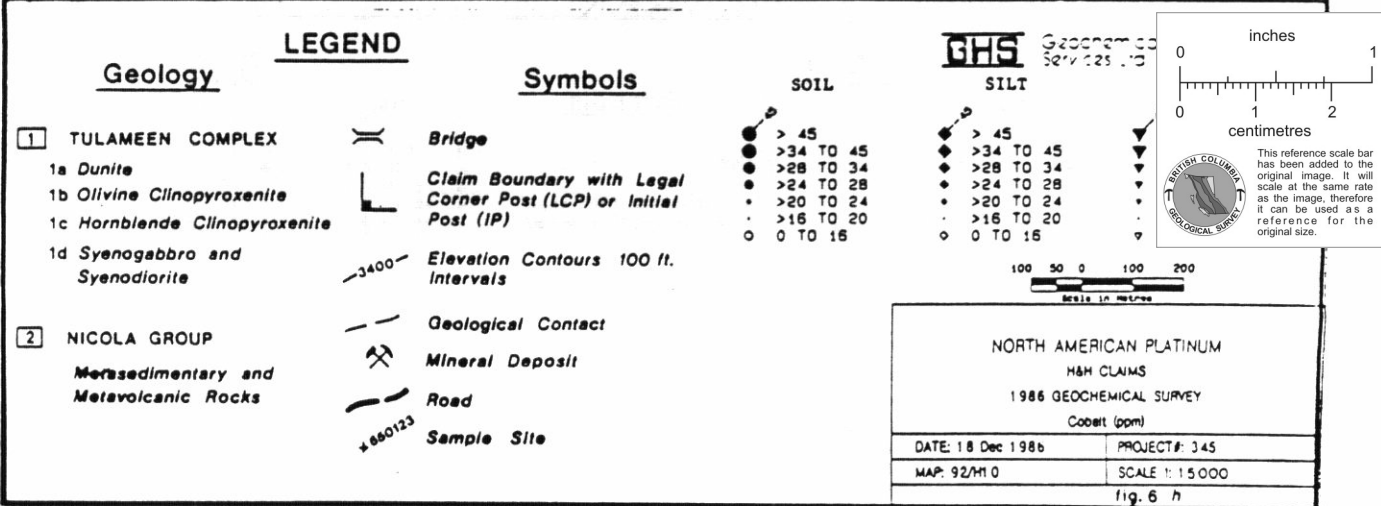 LEGEND
Geology
1 TULAMEEN COMPLEX
1a Dunite
1b Olivine Clinopyroxenite
1c Hornblende Clinopyroxenite
1d Syenogabbro and
Syenodiorite
2 NICOLA GROUP
Metasedimentary and
Metavolcanic Rocks
Symbols
Bridge
Claim Boundary with Legal
Corner Post (LCP) or Initial
Post (IP)
3400
Elevation Contours 100 ft.
Intervals
Geological Contact
Mineral Deposit
Road
650123
Sample Site
SOIL
> 45
>34 TO 45
>28 TO 34
>24 TO 28
>20 TO 24
>16 TO 20
0 TO 16
GHS
SILT
> 45
>34 TO 45
>28 TO 34
>24 TO 28
>20 TO 24
>16 TO 20
0 TO 16
100 50 0 100 200
Scale in Metres
inches
0 1
0 1 2
centimetres
BRITISH COLUMBIA
GEOLOGICAL SURVEY
This reference scale bar
has been added to the
original image. It will
scale at the same rate
as the image, therefore
it can be used as a
reference for the
original size.
NORTH AMERICAN PLATINUM
H&H CLAIMS
1986 GEOCHEMICAL SURVEY
Cobalt (ppm)
DATE: 18 Dec 1986
PROJECT#: 345
MAP: 92/H10
SCALE 1: 15000
fig. 6 h